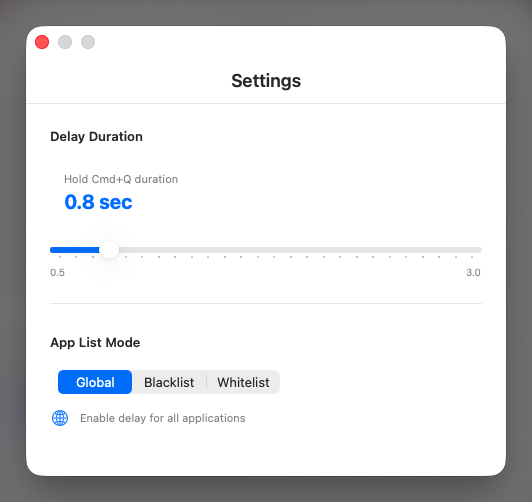 Settings
Delay Duration
Hold Cmd+Q duration
0.8 sec
0.5 3.0
App List Mode
Global Blacklist Whitelist
Enable delay for all applications